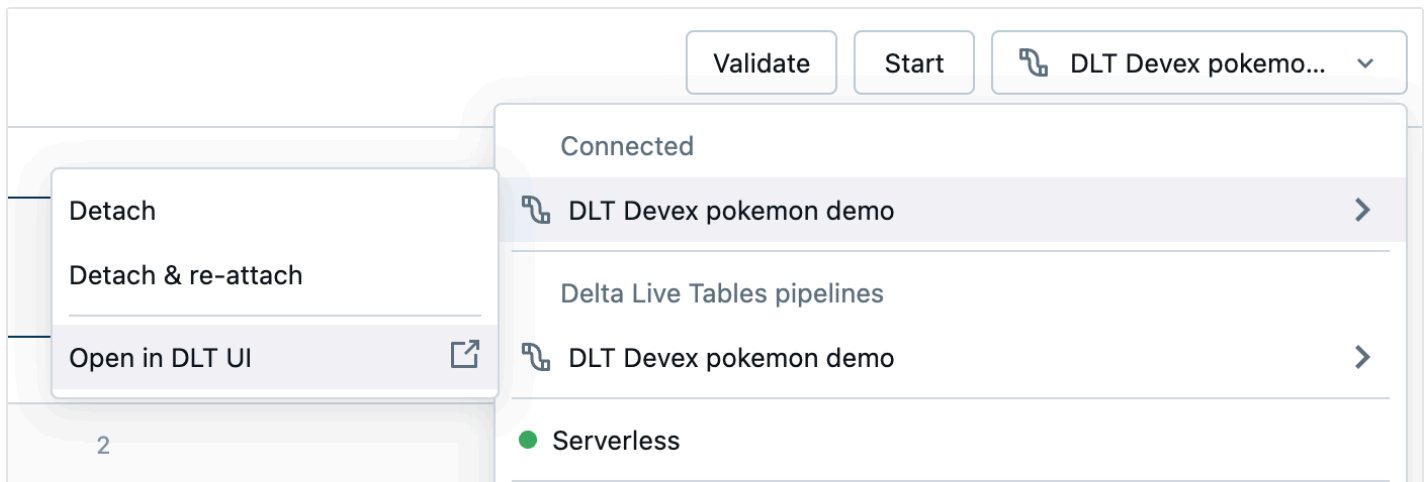 Validate
Start
DLT Devex pokemo...
Connected
DLT Devex pokemon demo
Delta Live Tables pipelines
DLT Devex pokemon demo
Serverless
Detach
Detach & re-attach
Open in DLT UI
2